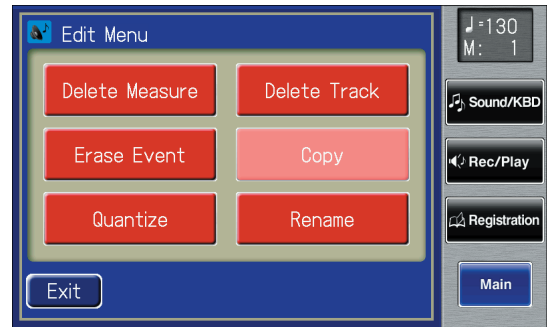 Edit Menu
Delete Measure
Delete Track
Erase Event
Copy
Quantize
Rename
Exit
♩=130
M: 1
Sound/KBD
Rec/Play
Registration
Main